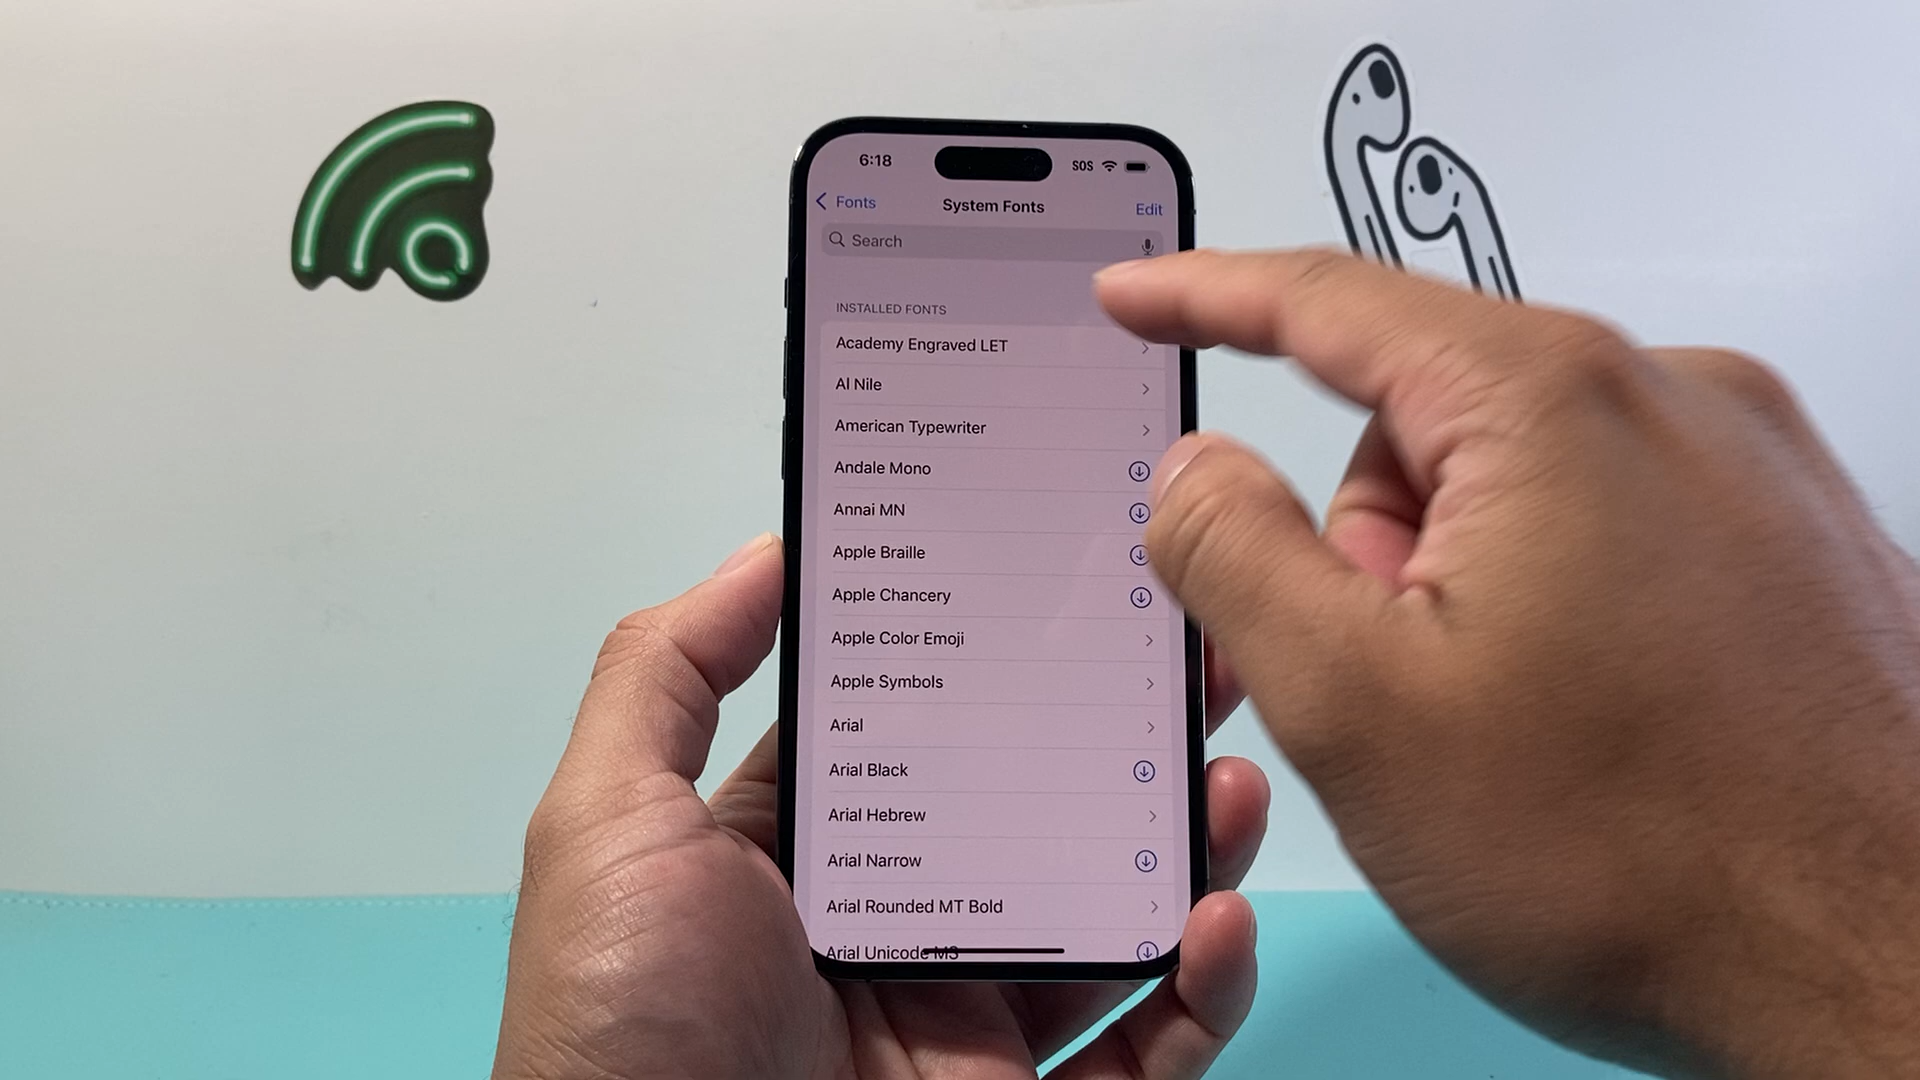 6:18
SOS
Fonts
System Fonts
Edit
Search
INSTALLED FONTS
Academy Engraved LET
Al Nile
American Typewriter
Andale Mono
Annai MN
Apple Braille
Apple Chancery
Apple Color Emoji
Apple Symbols
Arial
Arial Black
Arial Hebrew
Arial Narrow
Arial Rounded MT Bold
Arial Unicode MS